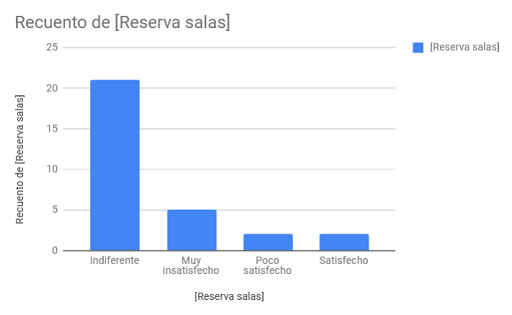 Recuento de [Reserva salas]
[Reserva salas]
Recuento de [Reserva salas]
25
20
15
10
5
0
Indiferente
Muy
insatisfecho
Poco
satisfecho
Satisfecho
[Reserva salas]